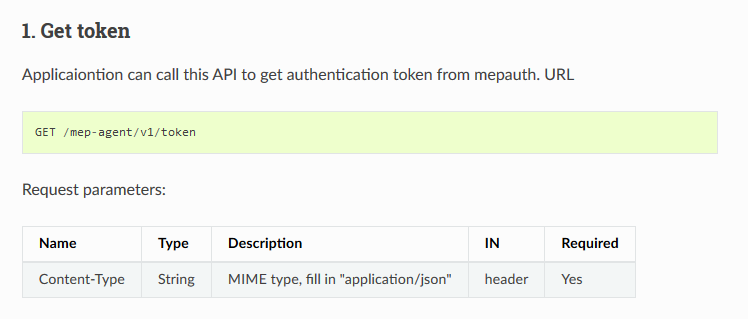 1. Get token
Applicaiontion can call this API to get authentication token from mepauth. URL
GET /mep-agent/v1/token
Request parameters:
Name Type Description IN Required
Content-Type String MIME type, fill in "application/json" header Yes